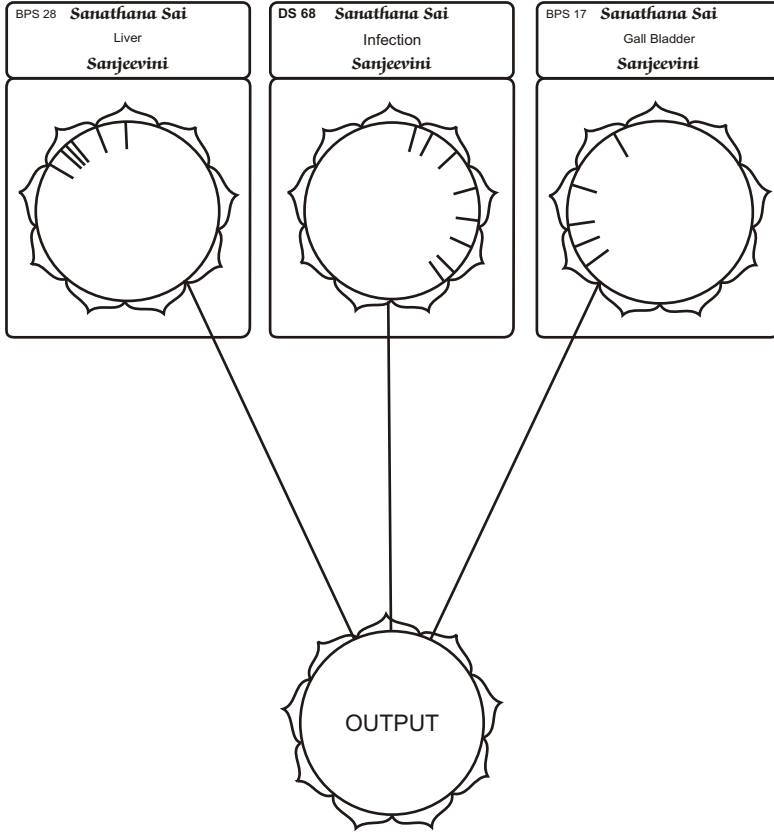 BPS 28 Sanathana Sai
Liver
Sanjeevini
DS 68 Sanathana Sai
Infection
Sanjeevini
BPS 17 Sanathana Sai
Gall Bladder
Sanjeevini
OUTPUT